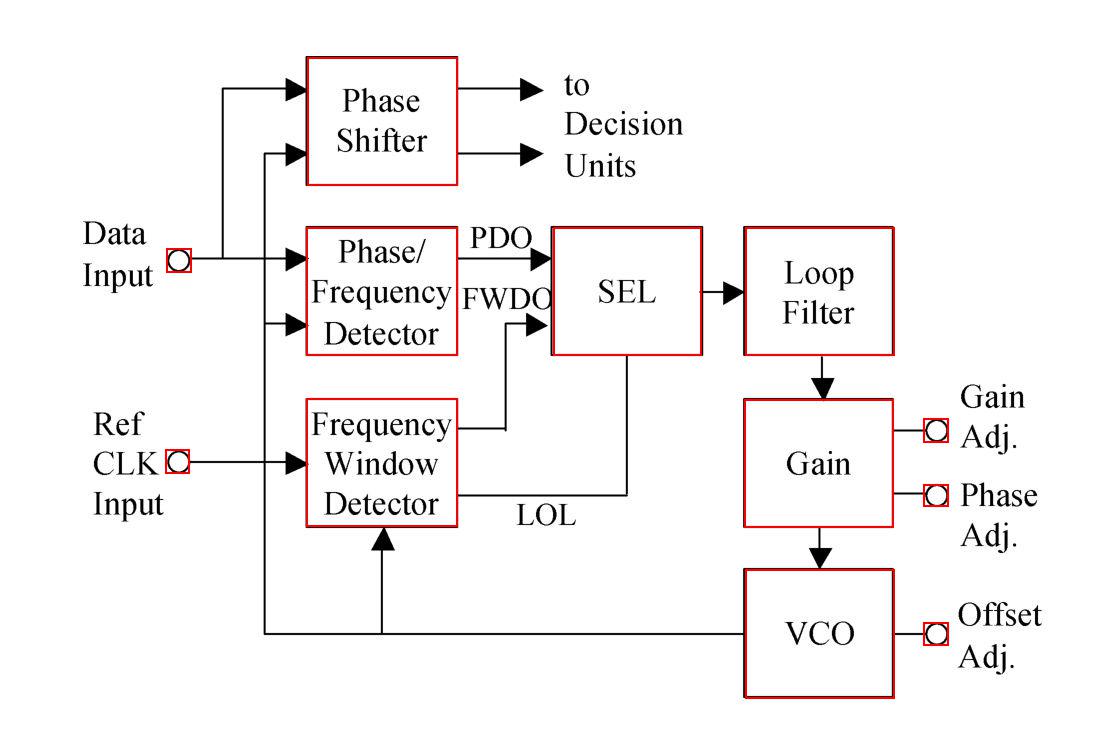 Phase
Shifter
to
Decision
Units
Data
Input
Phase/
Frequency
Detector
PDO
FWDO
SEL
Loop
Filter
Ref
CLK
Input
Frequency
Window
Detector
LOL
Gain
Gain
Adj.
Phase
Adj.
VCO
Offset
Adj.